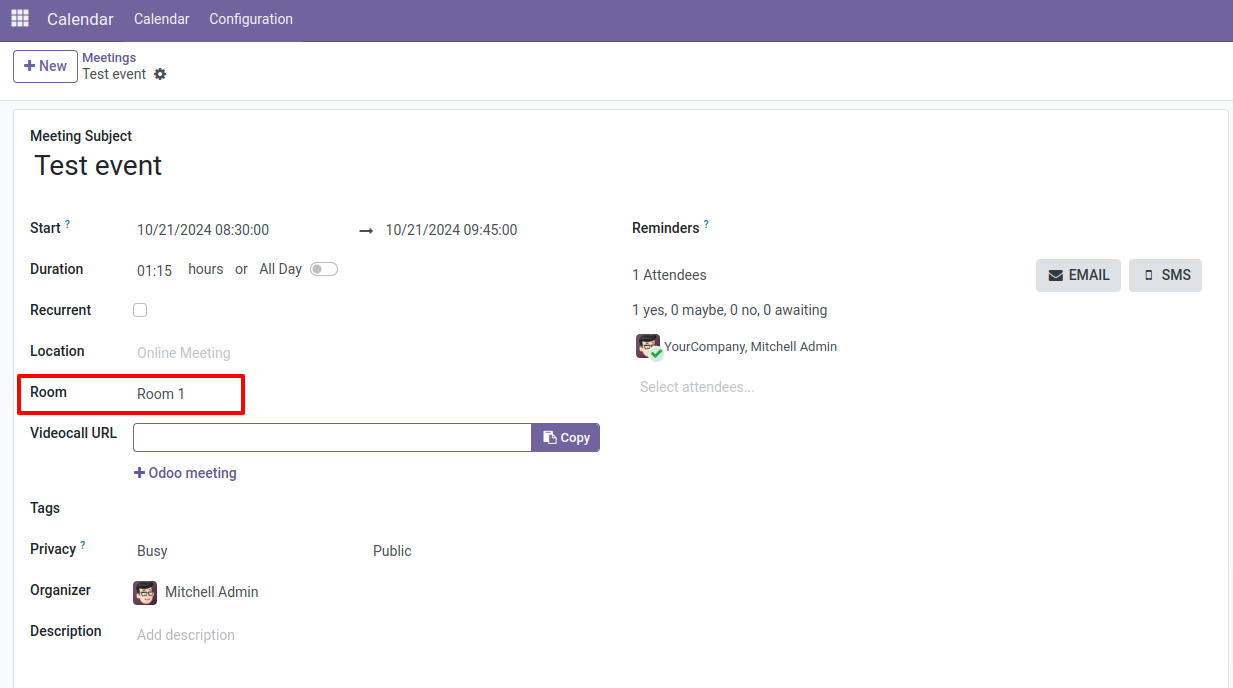 Calendar Calendar Configuration
New
Meetings
Test event
Meeting Subject
Test event
Start ? 10/21/2024 08:30:00 → 10/21/2024 09:45:00
Duration 01:15 hours or All Day
Recurrent
Location Online Meeting
Room Room 1
Videocall URL Copy
+ Odoo meeting
Tags
Privacy ? Busy Public
Organizer Mitchell Admin
Description Add description
Reminders ?
1 Attendees EMAIL SMS
1 yes, 0 maybe, 0 no, 0 awaiting
YourCompany, Mitchell Admin
Select attendees...